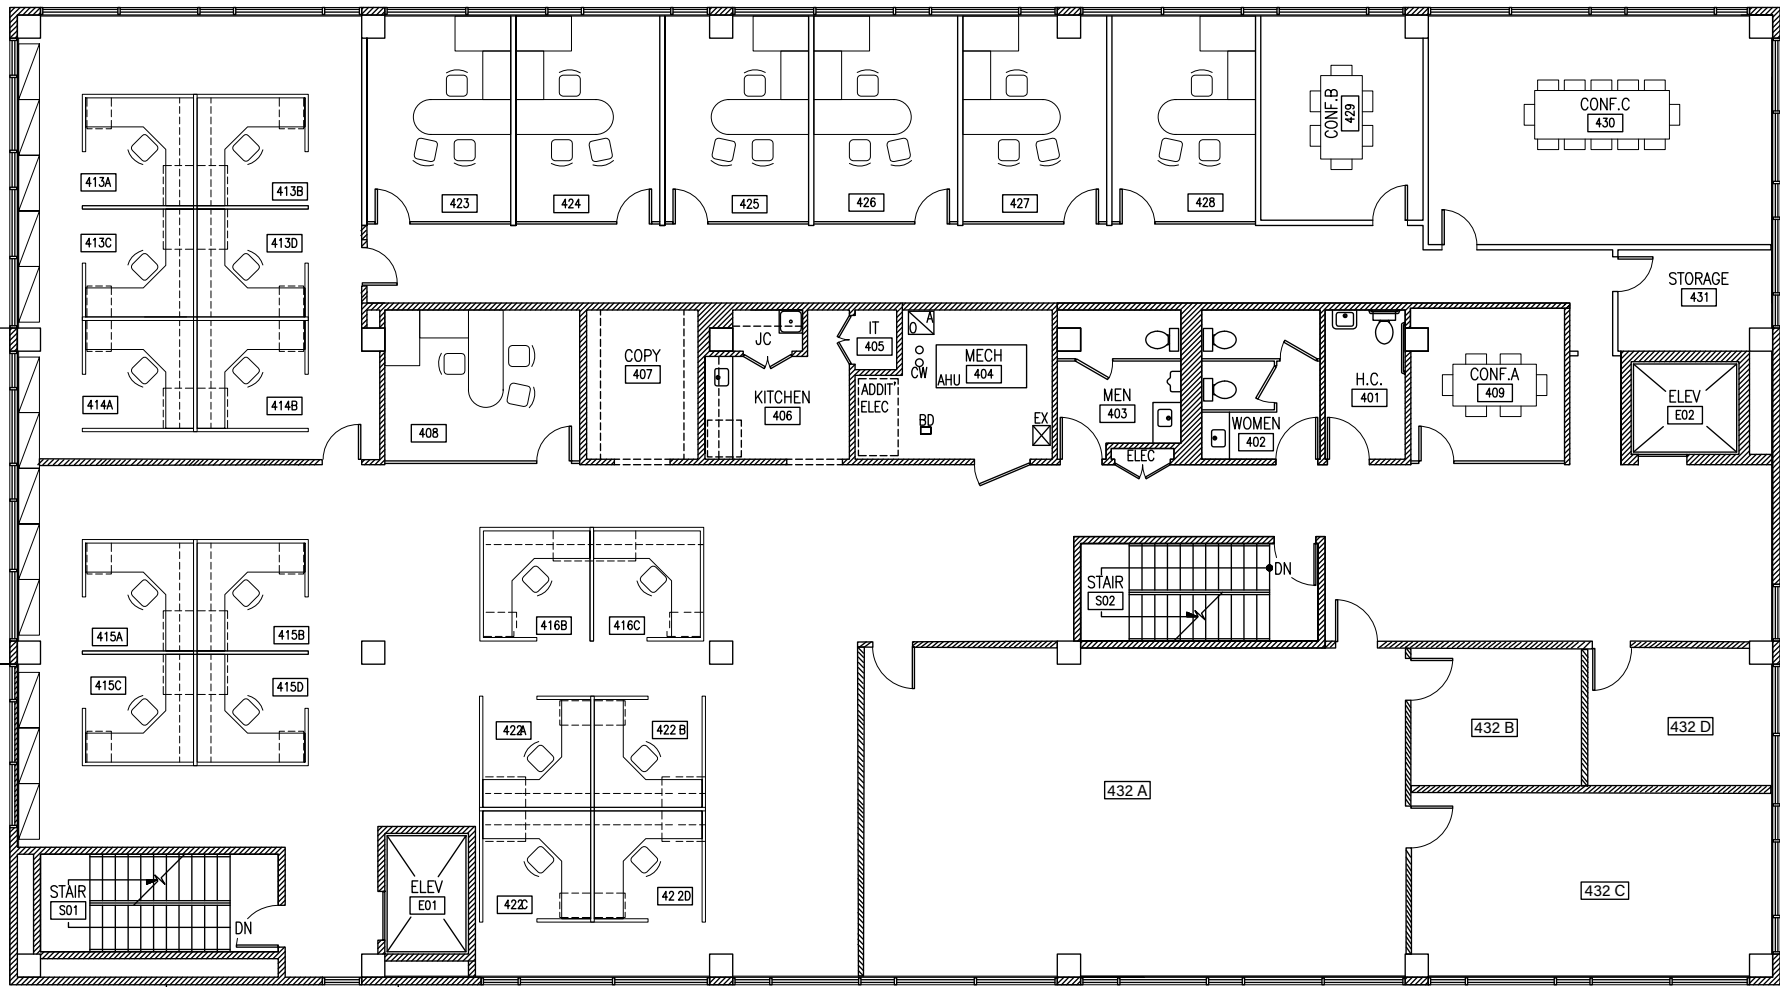 CONF.B
429
CONF.C
430
413A
413B
423
424
425
426
427
428
413C
413D
STORAGE
431
A
O
JC
IT
405
COPY
407
CW
MECH
404
AHU
H.C.
401
CONF.A
409
ELEV
E02
414A
414B
408
KITCHEN
406
ADDIT'
ELEC
BD
EX
MEN
403
WOMEN
402
ELEC
STAIR
S02
DN
415A
415B
416B
416C
415C
415D
422A
422 B
432 B
432 D
432 A
STAIR
S01
DN
ELEV
E01
422C
42 2D
432 C